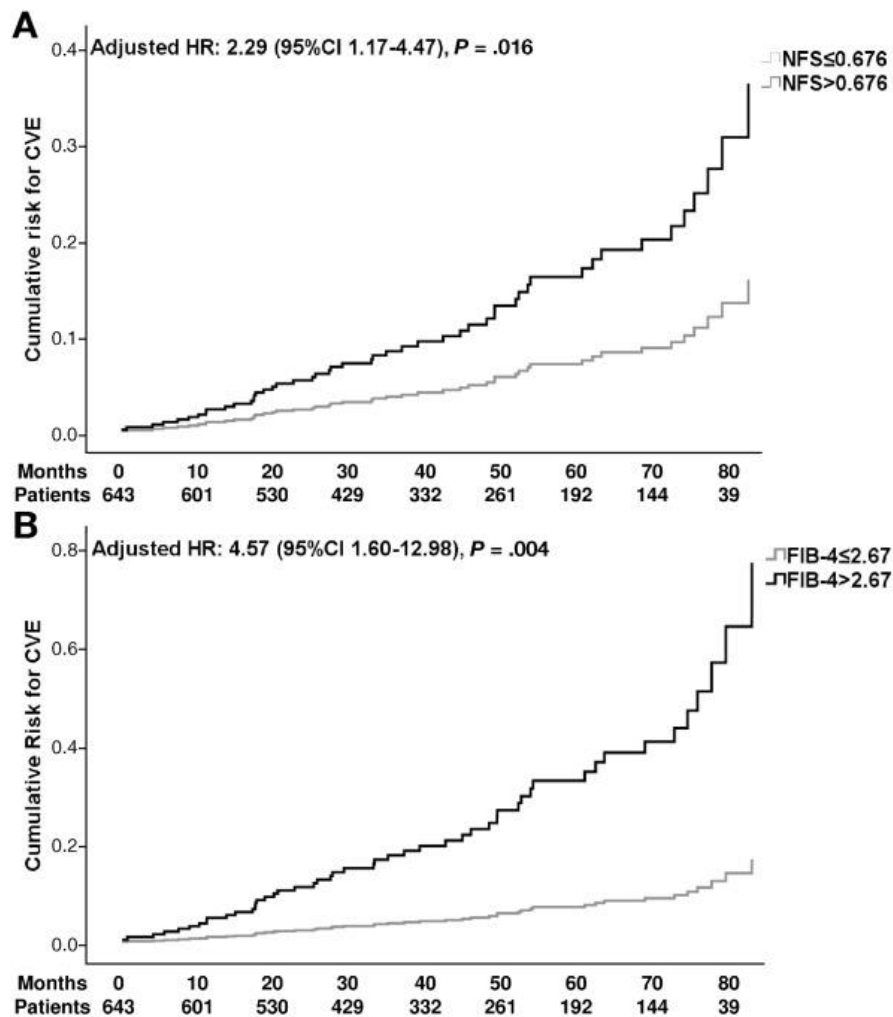 A
Adjusted HR: 2.29 (95%CI 1.17-4.47), P = .016
NFS≤0.676
NFS>0.676
Cumulative risk for CVE
0.4
0.3
0.2
0.1
0.0
Months 0 10 20 30 40 50 60 70 80
Patients 643 601 530 429 332 261 192 144 39
B
Adjusted HR: 4.57 (95%CI 1.60-12.98), P = .004
FIB-4≤2.67
FIB-4>2.67
Cumulative Risk for CVE
0.8
0.6
0.4
0.2
0.0
Months 0 10 20 30 40 50 60 70 80
Patients 643 601 530 429 332 261 192 144 39